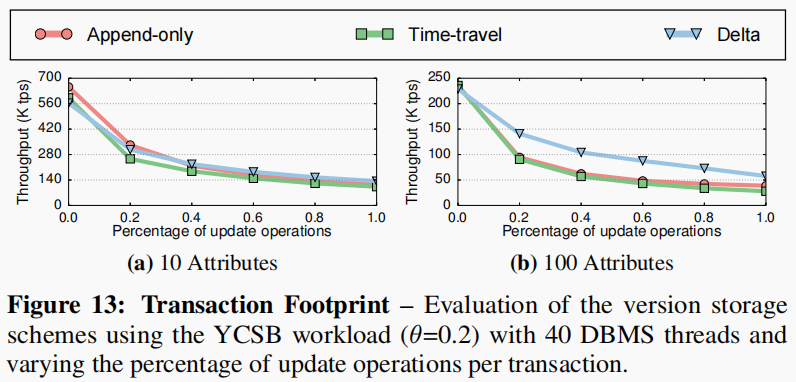 Append-only Time-travel Delta
Throughput (K tps)
700
560
420
280
140
0
0.0 0.2 0.4 0.6 0.8 1.0
Percentage of update operations
(a) 10 Attributes
Throughput (K tps)
250
200
150
100
50
0
0.0 0.2 0.4 0.6 0.8 1.0
Percentage of update operations
(b) 100 Attributes
Figure 13: Transaction Footprint – Evaluation of the version storage
schemes using the YCSB workload (θ=0.2) with 40 DBMS threads and
varying the percentage of update operations per transaction.